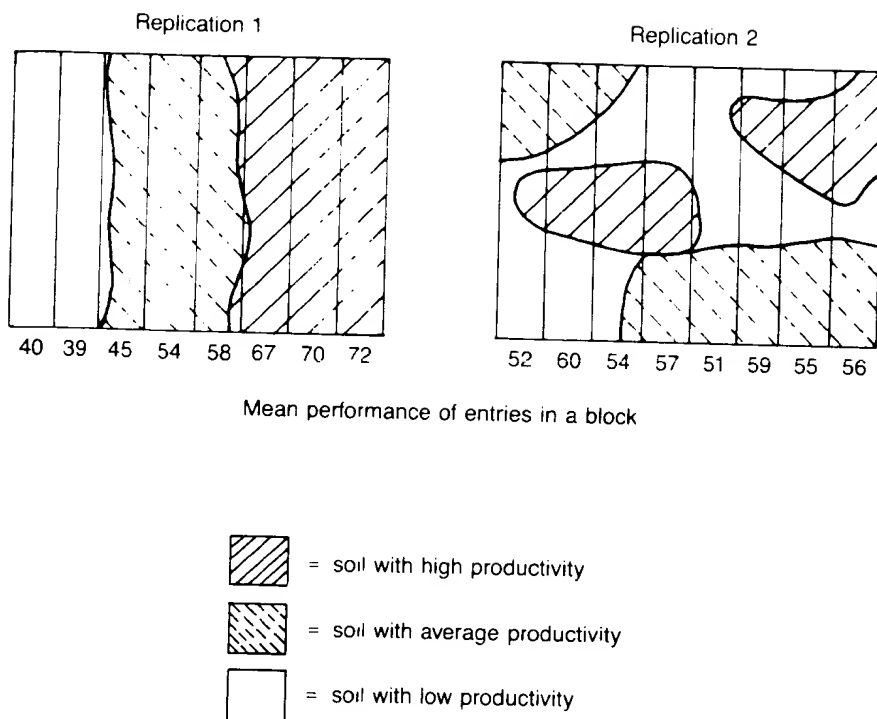 Replication 1
Replication 2
40 39 45 54 58 67 70 72
52 60 54 57 51 59 55 56
Mean performance of entries in a block
= soil with high productivity
= soil with average productivity
= soil with low productivity